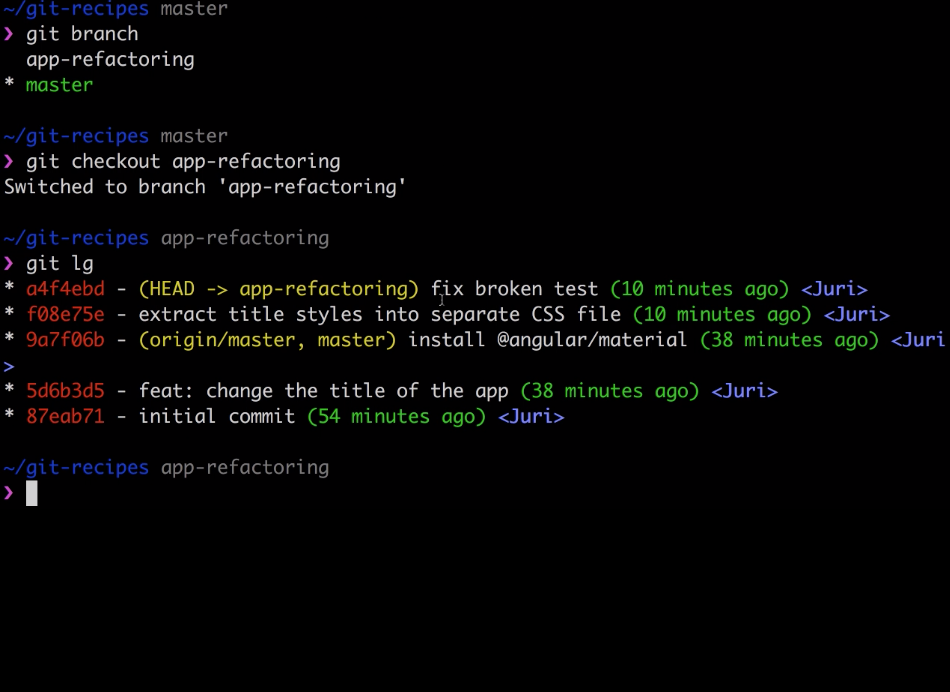 ~/git-recipes master
❯ git branch
  app-refactoring
* master
~/git-recipes master
❯ git checkout app-refactoring
Switched to branch 'app-refactoring'
~/git-recipes app-refactoring
❯ git lg
* a4f4ebd - (HEAD -> app-refactoring) fix broken test (10 minutes ago) <Juri>
* f08e75e - extract title styles into separate CSS file (10 minutes ago) <Juri>
* 9a7f06b - (origin/master, master) install @angular/material (38 minutes ago) <Juri
>
* 5d6b3d5 - feat: change the title of the app (38 minutes ago) <Juri>
* 87eab71 - initial commit (54 minutes ago) <Juri>
~/git-recipes app-refactoring
❯